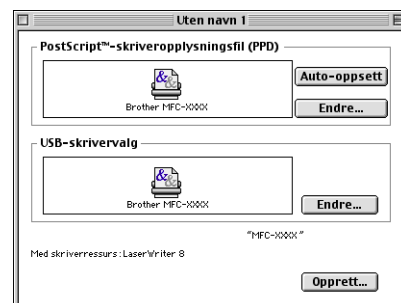 Uten navn 1
PostScript™-skriveropplysningsfil (PPD)
Auto-oppsett
Brother MFC-XXXX
Endre...
USB-skrivervalg
Brother MFC-XXXX
Endre...
"MFC-XXXX"
Med skriverressurs: LaserWriter 8
Opprett...